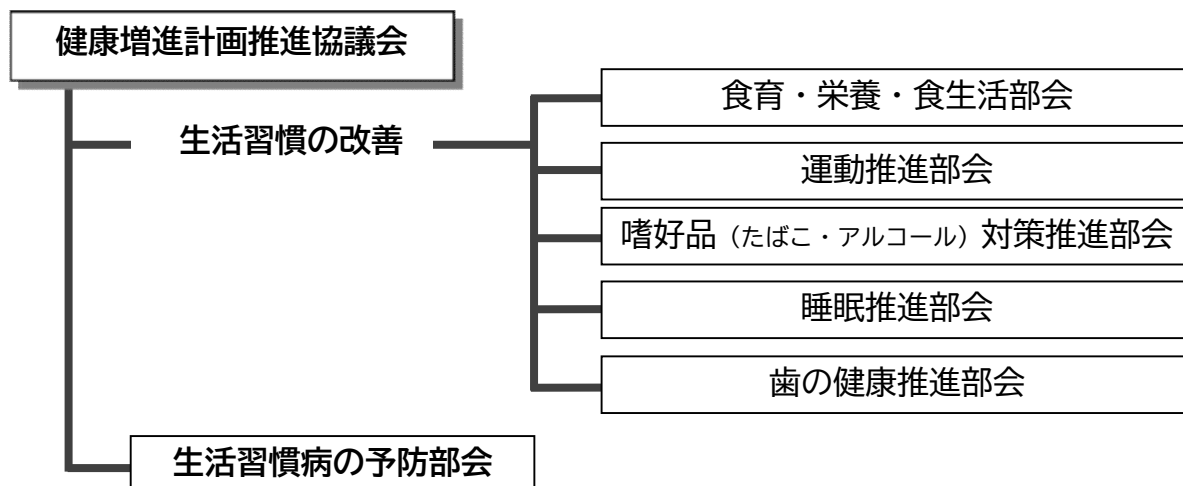 健康増進計画推進協議会
食育・栄養・食生活部会
生活習慣の改善
運動推進部会
嗜好品（たばこ・アルコール）対策推進部会
睡眠推進部会
歯の健康推進部会
生活習慣病の予防部会